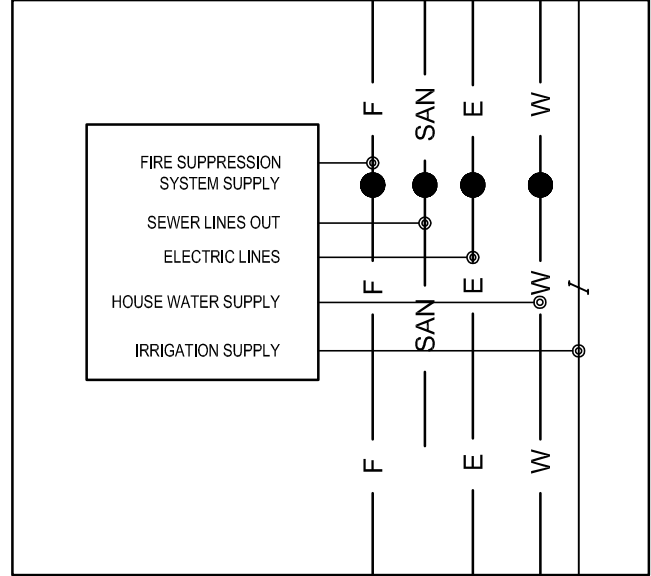 F SAN E W
FIRE SUPPRESSION
SYSTEM SUPPLY
SEWER LINES OUT
ELECTRIC LINES
HOUSE WATER SUPPLY
IRRIGATION SUPPLY
F SAN E W I
F E W